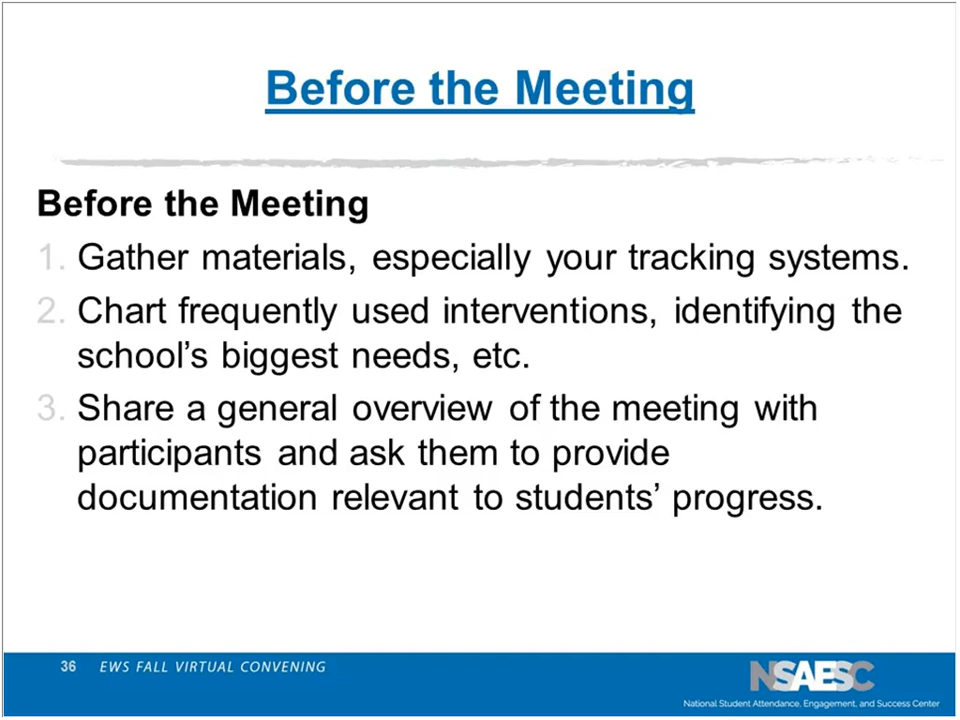 Before the Meeting
Before the Meeting
1. Gather materials, especially your tracking systems.
2. Chart frequently used interventions, identifying the
school’s biggest needs, etc.
3. Share a general overview of the meeting with
participants and ask them to provide
documentation relevant to students’ progress.
36 EWS FALL VIRTUAL CONVENING
NSAESC
National Student Attendance, Engagement, and Success Center